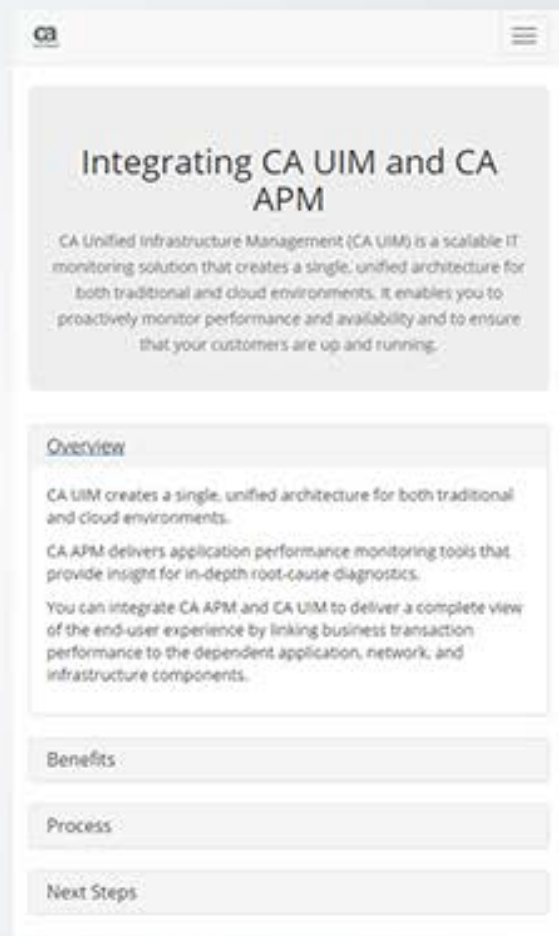 ca
Integrating CA UIM and CA
APM
CA Unified Infrastructure Management (CA UIM) is a scalable IT
monitoring solution that creates a single, unified architecture for
both traditional and cloud environments. It enables you to
proactively monitor performance and availability and to ensure
that your customers are up and running.
Overview
CA UIM creates a single, unified architecture for both traditional
and cloud environments.
CA APM delivers application performance monitoring tools that
provide insight for in-depth root-cause diagnostics.
You can integrate CA APM and CA UIM to deliver a complete view
of the end-user experience by linking business transaction
performance to the dependent application, network, and
infrastructure components.
Benefits
Process
Next Steps